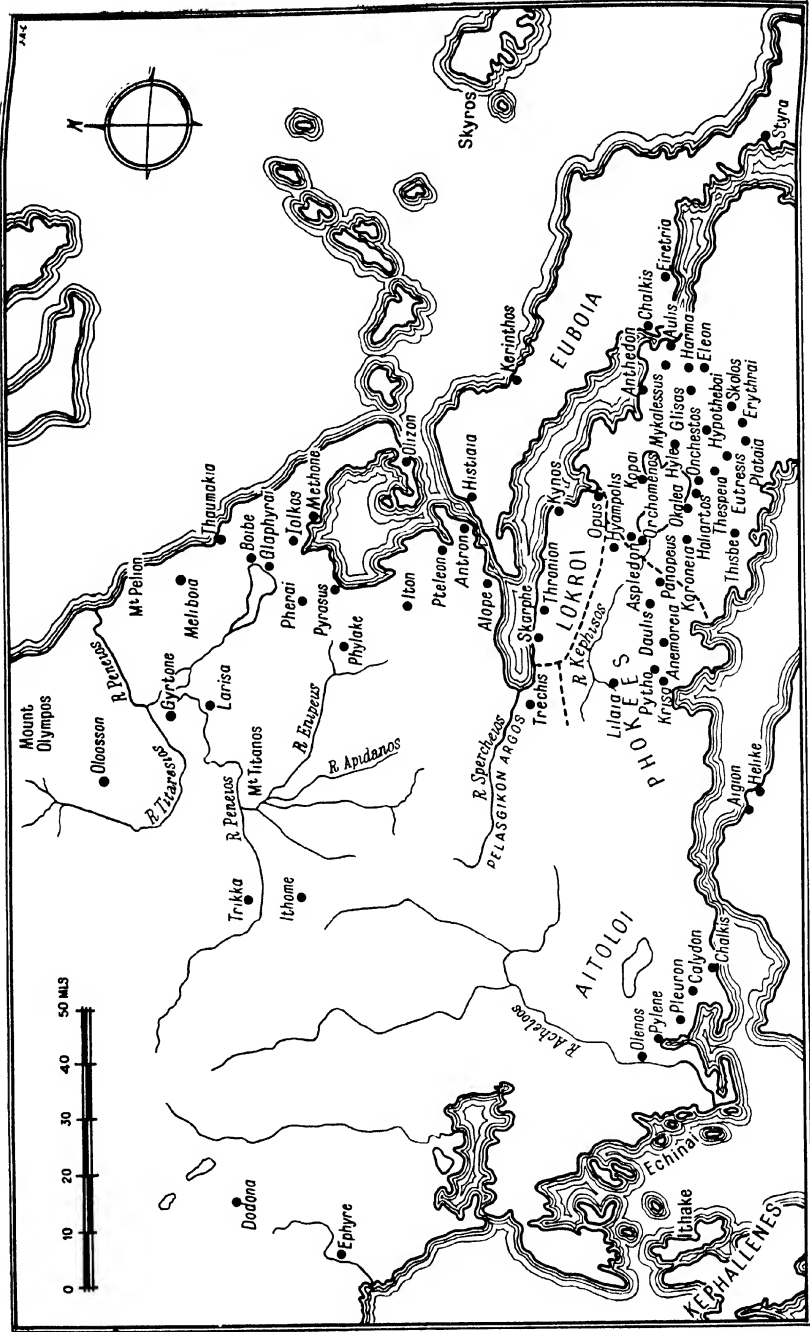 J.A.C
N
Mount
Olympos
Oloosson
R Titaresios
R Peneios
Mt Pelion
Gyrtone
Meliboia
Thaumakia
Larisa
Boibe
Glaphyrai
Iolkos
Methone
Pherai
Pyrasus
Phylake
R Peneios
Mt Titanos
R Enipeus
R Apidanos
Trikka
Ithome
0 10 20 30 40 50 MLS
Dodona
Ephyre
Olizon
Iton
Pteleon
Antron
Alope
Histiaia
Kerinthos
EUBOIA
Skyros
Styra
R Spercheios
PELASGIKON ARGOS
Trechis
Skarphe
Thronion
LOKROI
Kynos
Opus
R Kephisos
Lilaia
PHOKEES
Pytho
Krisa
Daulis
Anemoreia
Panopeus
Aspledon
Hyampolis
Orchomenos
Kopai
Koroneia
Okalea
Haliartos
Hyle
Onchestos
Glisas
Mykalessus
Anthedon
Chalkis
Aulis
Harma
Eleon
Eiretria
Hypothebai
Thespeia
Skolos
Eutresis
Erythrai
Thisbe
Plataia
AITOLOI
R Acheloos
Olenos
Pylene
Pleuron
Calydon
Chalkis
Aigion
Helike
Echinai
Ithake
KEPHALLENES